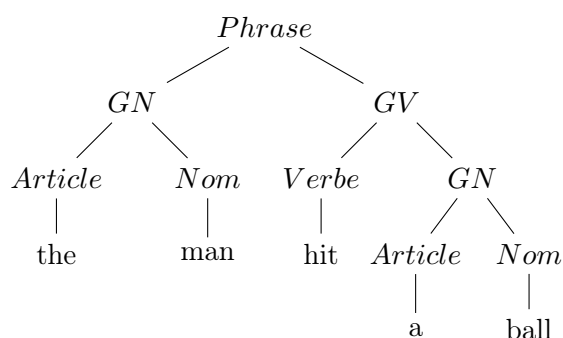 Phrase
GN GV
Article Nom Verbe GN
the man hit Article Nom
a ball